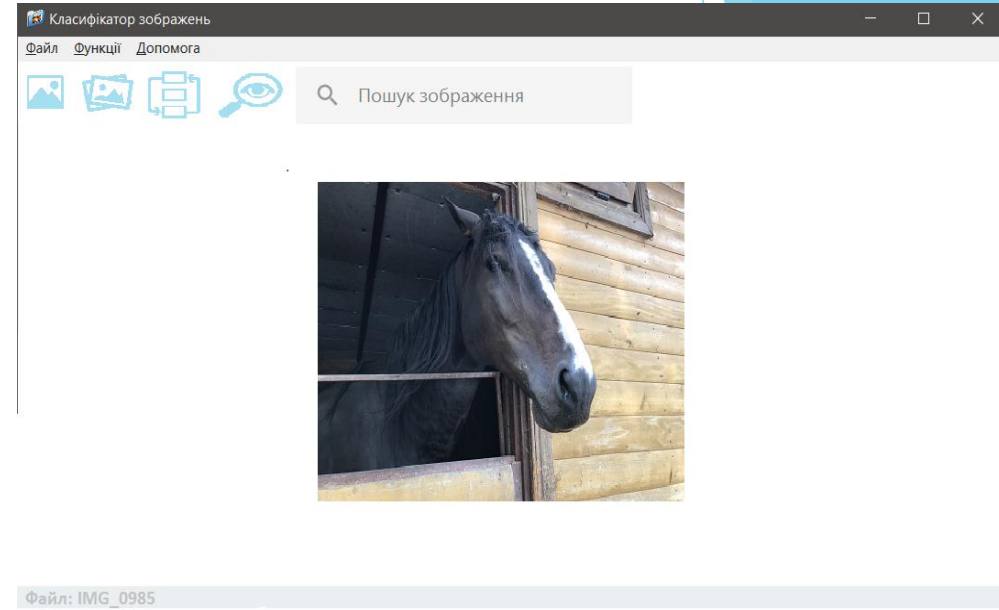 Класифікатор зображень
Файл Функції Допомога
Пошук зображення
Файл: IMG_0985